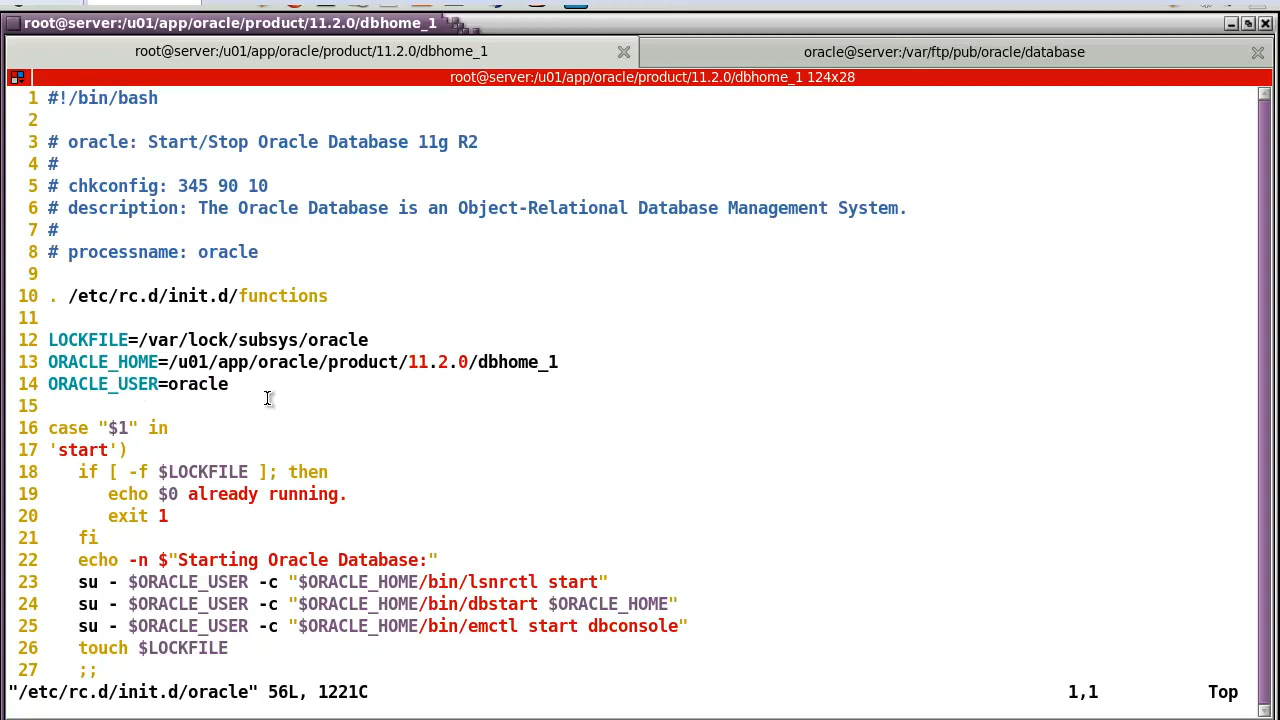 root@server:/u01/app/oracle/product/11.2.0/dbhome_1
root@server:/u01/app/oracle/product/11.2.0/dbhome_1
oracle@server:/var/ftp/pub/oracle/database
root@server:/u01/app/oracle/product/11.2.0/dbhome_1 124x28
1 #!/bin/bash
2
3 # oracle: Start/Stop Oracle Database 11g R2
4 #
5 # chkconfig: 345 90 10
6 # description: The Oracle Database is an Object-Relational Database Management System.
7 #
8 # processname: oracle
9
10 . /etc/rc.d/init.d/functions
11
12 LOCKFILE=/var/lock/subsys/oracle
13 ORACLE_HOME=/u01/app/oracle/product/11.2.0/dbhome_1
14 ORACLE_USER=oracle
15
16 case "$1" in
17 'start')
18    if [ -f $LOCKFILE ]; then
19       echo $0 already running.
20       exit 1
21    fi
22    echo -n $"Starting Oracle Database:"
23    su - $ORACLE_USER -c "$ORACLE_HOME/bin/lsnrctl start"
24    su - $ORACLE_USER -c "$ORACLE_HOME/bin/dbstart $ORACLE_HOME"
25    su - $ORACLE_USER -c "$ORACLE_HOME/bin/emctl start dbconsole"
26    touch $LOCKFILE
27    ;;
"/etc/rc.d/init.d/oracle" 56L, 1221C 1,1 Top